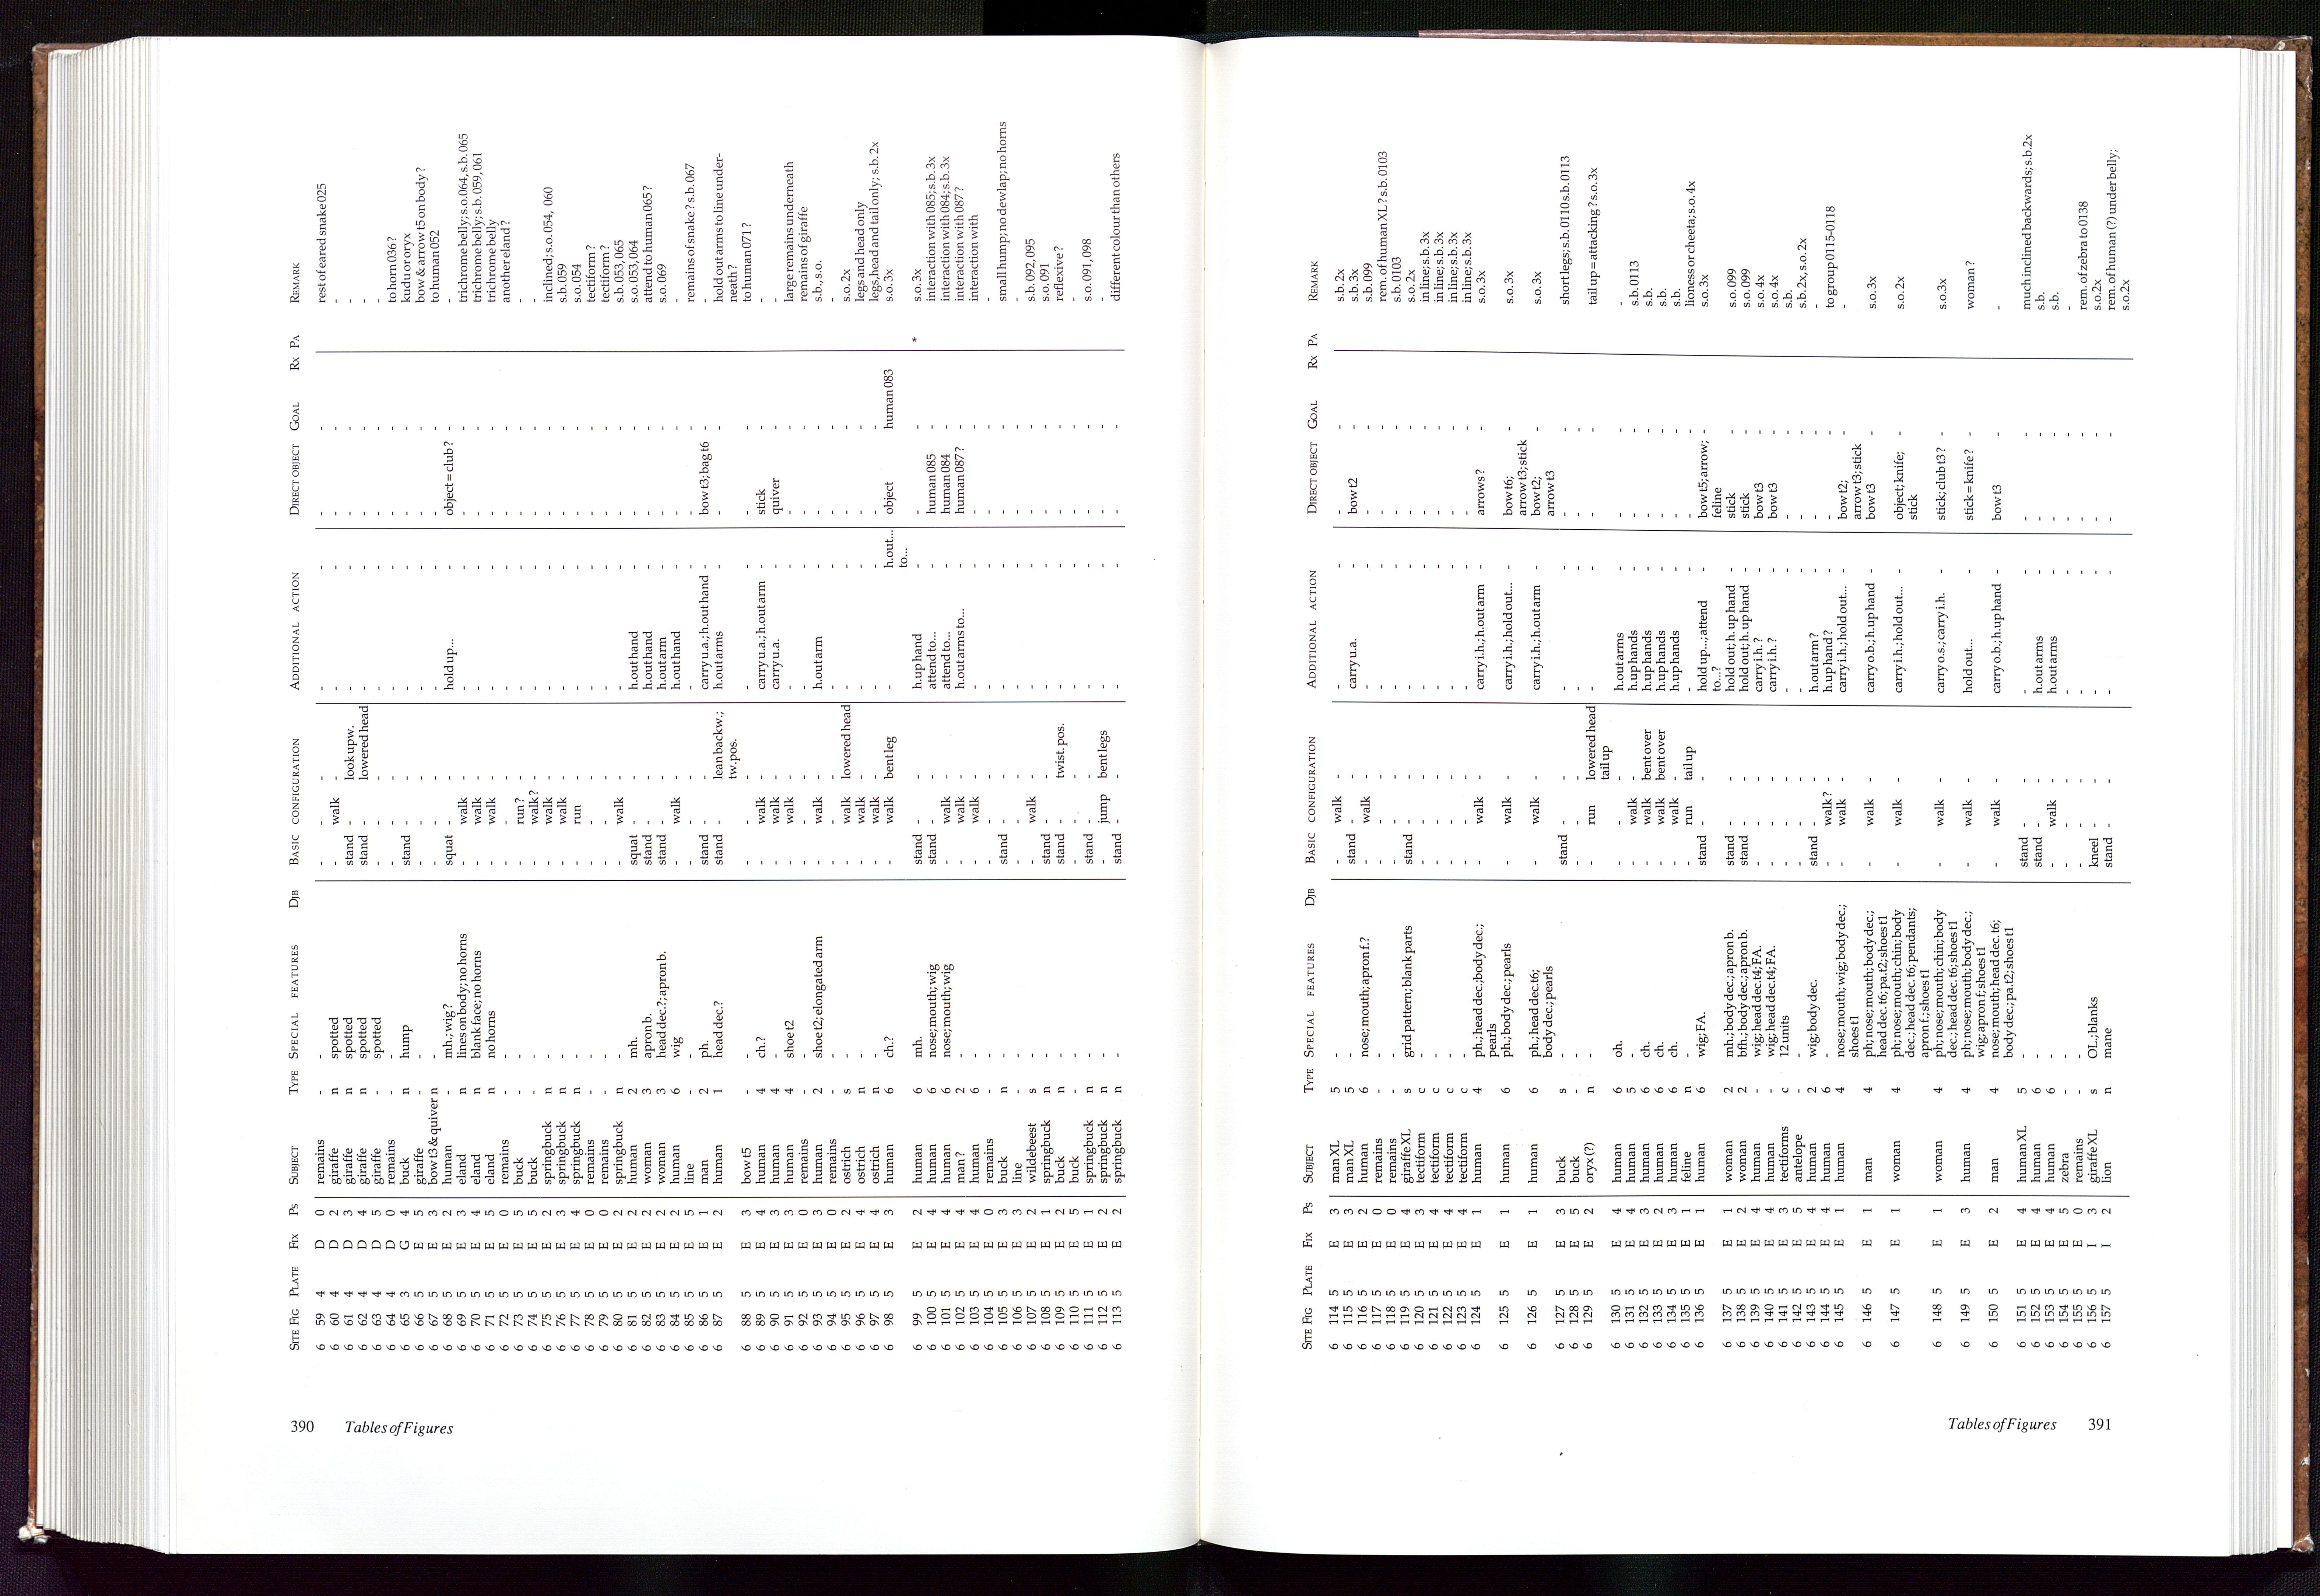 390 Tables of Figures
SITE FIG PLATE FIX PS SUBJECT TYPE SPECIAL FEATURES DJB BASIC CONFIGURATION ADDITIONAL ACTION DIRECT OBJECT GOAL RX PA REMARK
6 59 4 D 0 remains - - - - - - - - rest of eared snake 025
6 60 4 D 2 giraffe n spotted - walk - - - - -
6 61 4 D 3 giraffe n spotted stand - look upw. - - - -
6 62 4 D 4 giraffe n spotted stand - lowered head - - - -
6 63 4 D 5 giraffe - spotted - - - - - - -
6 64 4 D 0 remains - - - - - - - - to horn 036?
6 65 3 G 4 buck n hump stand - - - - - kudu or oryx
6 66 5 E 5 giraffe - - - - - - - - bow & arrow t5 on body?
6 67 5 E 3 bow t3 & quiver n - - - - - - - to human 052
6 68 5 E 2 human - mh.; wig? squat - - hold up... object = club? - -
6 69 5 E 3 eland n lines on body; no horns - walk - - - - trichrome belly; s.o. 064, s.b. 065
6 70 5 E 4 eland n blank face; no horns - walk - - - - trichrome belly; s.b. 059, 061
6 71 5 E 5 eland n no horns - walk - - - - trichrome belly
6 72 5 E 0 remains - - - - - - - - another eland?
6 73 5 E 5 buck - - - run? - - - - -
6 74 5 E 5 buck - - - walk? - - - - -
6 75 5 E 2 springbuck n - - walk - - - - inclined; s.o. 054, 060
6 76 5 E 3 springbuck n - - walk - - - - s.b. 059
6 77 5 E 4 springbuck n - - run - - - - s.o. 054
6 78 5 E 0 remains - - - - - - - - tectiform?
6 79 5 E 0 remains - - - - - - - - tectiform?
6 80 5 E 2 springbuck n - - walk - - - - s.b. 053, 065
6 81 5 E 2 human 2 mh. squat - - h.out hand - - s.o. 053, 064
6 82 5 E 2 woman 3 apron b. stand - - h.out hand - - attend to human 065?
6 83 5 E 2 woman 3 head dec.?; apron b. stand - - h.out arm - - s.o. 069
6 84 5 E 2 human 6 wig - walk - h.out hand - - -
6 85 5 E 5 line - - - - - - - - remains of snake? s.b. 067
6 86 5 E 1 man 2 ph. stand - - carry u.a.; h.out hand bow t3; bag t6 - -
6 87 5 E 2 human 1 head dec.? stand - lean backw.; h.out arms - - hold out arms to line under-
tw.pos. neath?
6 88 5 E 3 bow t5 - - - - - - - - to human 071?
6 89 5 E 4 human 4 ch.? - walk - carry u.a.; h.out arm stick - -
6 90 5 E 3 human 4 - - walk - carry u.a. quiver - -
6 91 5 E 3 human 4 shoe t2 - walk - - - - large remains underneath
6 92 5 E 0 remains - - - - - - - - remains of giraffe
6 93 5 E 3 human 2 shoe t2; elongated arm - walk - h.out arm - - s.b., s.o.
6 94 5 E 0 remains - - - - - - - - -
6 95 5 E 2 ostrich s - - walk lowered head - - - s.o. 2x
6 96 5 E 4 ostrich n - - walk - - - - legs and head only
6 97 5 E 4 ostrich n - - walk - - - - legs, head and tail only; s.b. 2x
6 98 5 E 3 human 6 ch.? - walk bent leg - h.out... object human 083 s.o. 3x
to...
6 99 5 E 2 human 6 mh. stand - - h.up hand - - - * s.o. 3x
6 100 5 E 4 human 6 nose; mouth; wig stand - - attend to... human 085 - interaction with 085; s.b. 3x
6 101 5 E 4 human 6 nose; mouth; wig - walk - attend to... human 084 - interaction with 084; s.b. 3x
6 102 5 E 4 man? 2 - - walk - h.out arms to... human 087? - interaction with 087?
6 103 5 E 4 human 6 - - walk - - - - interaction with
6 104 5 E 0 remains - - - - - - - - -
6 105 5 E 3 buck n - stand - - - - - small hump; no dewlap; no horns
6 106 5 E 3 line - - - - - - - - -
6 107 5 E 2 wildebeest s - - walk - - - - s.b. 092, 095
6 108 5 E 1 springbuck n - stand - - - - - s.o. 091
6 109 5 E 2 buck n - stand - twist. pos. - - - reflexive?
6 110 5 E 5 buck - - - - - - - - -
6 111 5 E 1 springbuck n - stand - - - - - s.o. 091, 098
6 112 5 E 2 springbuck n - - jump bent legs - - - -
6 113 5 E 2 springbuck n - stand - - - - - different colour than others
SITE FIG PLATE FIX PS SUBJECT TYPE SPECIAL FEATURES DJB BASIC CONFIGURATION ADDITIONAL ACTION DIRECT OBJECT GOAL RX PA REMARK
6 114 5 E 3 man XL 5 - - walk - - - - s.b. 2x
6 115 5 E 3 man XL 5 - stand - - carry u.a. bow t2 - s.b. 3x
6 116 5 E 2 human 6 nose; mouth; apron f.? - walk - - - - s.b 099
6 117 5 E 0 remains - - - - - - - - rem. of human XL? s.b. 0103
6 118 5 E 0 remains - - - - - - - - s.b. 0103
6 119 5 E 4 giraffe XL s grid pattern; blank parts stand - - - - - s.o. 2x
6 120 5 E 3 tectiform c - - - - - - - in line; s.b. 3x
6 121 5 E 4 tectiform c - - - - - - - in line; s.b. 3x
6 122 5 E 4 tectiform c - - - - - - - in line; s.b. 3x
6 123 5 E 4 tectiform c - - - - - - - in line; s.b. 3x
6 124 5 E 1 human 4 ph.; head dec.; body dec.; - walk - carry i.h.; h.out arm arrows? - s.o. 3x
pearls
6 125 5 E 1 human 6 ph.; body dec.; pearls - walk - carry i.h.; hold out... bow t6; - s.o. 3x
arrow t3; stick
6 126 5 E 1 human 6 ph.; head dec. t6; - walk - carry i.h.; h.out arm bow t2; - s.o. 3x
body dec.; pearls arrow t3
6 127 5 E 3 buck s - stand - - - - - short legs; s.b. 0110 s.b. 0113
6 128 5 E 5 buck - - - - - - - -
6 129 5 E 2 oryx (?) n - - run lowered head - - - tail up = attacking? s.o. 3x
tail up
6 130 5 E 4 human 6 oh. - - - h.out arms - - -
6 131 5 E 4 human 5 - - walk - h.up hands - - s.b. 0113
6 132 5 E 3 human 6 ch. - walk bent over h.up hands - - s.b.
6 133 5 E 2 human 6 ch. - walk bent over h.up hands - - s.b.
6 134 5 E 3 human 6 ch. - walk - h.up hands - - s.b.
6 135 5 E 1 feline n - - run tail up - - - lioness or cheeta; s.o. 4x
6 136 5 E 1 human 6 wig; FA. stand - - hold up...; attend bow t5; arrow; - s.o. 3x
to...? feline
6 137 5 E 1 woman 2 mh.; body dec.; apron b. stand - - hold out; h. up hand stick - s.o. 099
6 138 5 E 2 woman 2 bfh.; body dec.; apron b. stand - - hold out; h. up hand stick - s.o. 099
6 139 5 E 4 human - wig; head dec. t4; FA. - - - carry i.h.? bow t3 - s.o. 4x
6 140 5 E 4 human - wig; head dec. t4; FA. - - - carry i.h.? bow t3 - s.o. 4x
6 141 5 E 3 tectiforms c 12 units - - - - - - s.b.
6 142 5 E 5 antelope - - - - - - - - s.b. 2x, s.o. 2x
6 143 5 E 4 human 2 wig; body dec. stand - - h.out arm? - - -
6 144 5 E 4 human 6 - - walk? - h.up hand? - - to group 0115-0118
6 145 5 E 1 human 4 nose; mouth; wig; body dec.; - walk - carry i.h.; hold out... bow t2; - -
shoes t1 arrow t3; stick
6 146 5 E 1 man 4 ph; nose; mouth; body dec.; - walk - carry o.b.; h.up hand bow t3 - s.o. 3x
head dec. t6; pa. t2; shoes t1
6 147 5 E 1 woman 4 ph; nose; mouth; chin; body - walk - carry i.h.; hold out... object; knife; - s.o. 2x
dec.; head dec. t6; pendants; stick
apron f.; shoes t1
6 148 5 E 1 woman 4 ph; nose; mouth; chin; body - walk - carry o.s.; carry i.h. stick; club t3? - s.o. 3x
dec.; head dec. t6; shoes t1
6 149 5 E 3 human 4 ph; nose; mouth; body dec.; - walk - hold out... stick = knife? - woman?
wig; apron f; shoes t1
6 150 5 E 2 man 4 nose; mouth; head dec. t6; - walk - carry o.b.; h.up hand bow t3 - -
body dec.; pa. t2; shoes t1
6 151 5 E 4 human XL 5 - stand - - - - - much inclined backwards; s.b. 2x
6 152 5 E 4 human 6 - stand - - h.out arms - - s.b.
6 153 5 E 4 human 6 - - walk - h.out arms - - s.b.
6 154 5 E 5 zebra - - - - - - - - -
6 155 5 E 0 remains - - - - - - - - rem. of zebra to 0138
6 156 5 I 3 giraffe XL s OL.; blanks kneel - - - - - s.o. 2x
6 157 5 I 2 lion n mane stand - - - - - rem. of human (?) under belly;
s.o. 2x
Tables of Figures 391